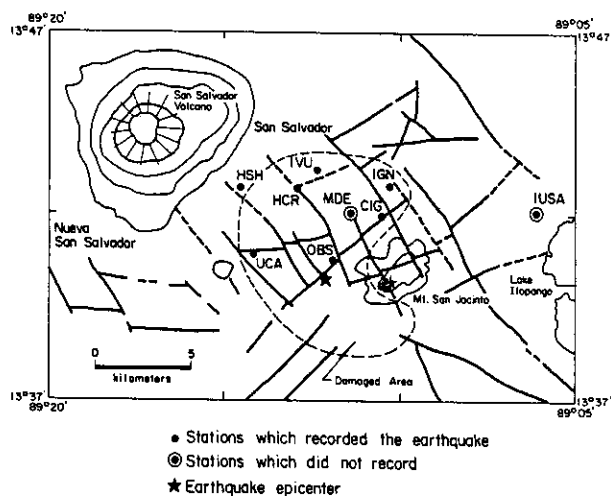 89°20' 89°05'
13°47' 13°47'
San Salvador
Volcano
San Salvador
IVU
HSH
IGN
HCR
MDE
CIG
IUSA
Nueva
San Salvador
UCA
OBS
Lake
Ilopango
Mt. San Jacinto
0 5
kilometers
Damaged Area
13°37' 13°37'
89°20' 89°05'
Stations which recorded the earthquake
Stations which did not record
Earthquake epicenter